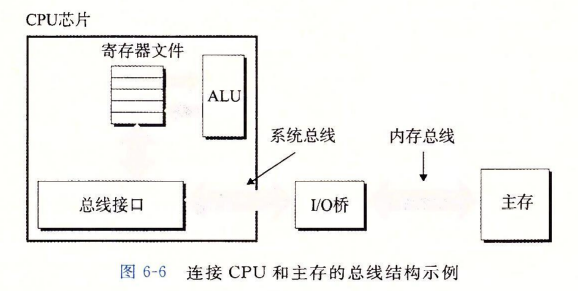 CPU芯片
寄存器文件
ALU
系统总线
内存总线
总线接口
I/O桥
主存
图 6-6 连接 CPU 和主存的总线结构示例